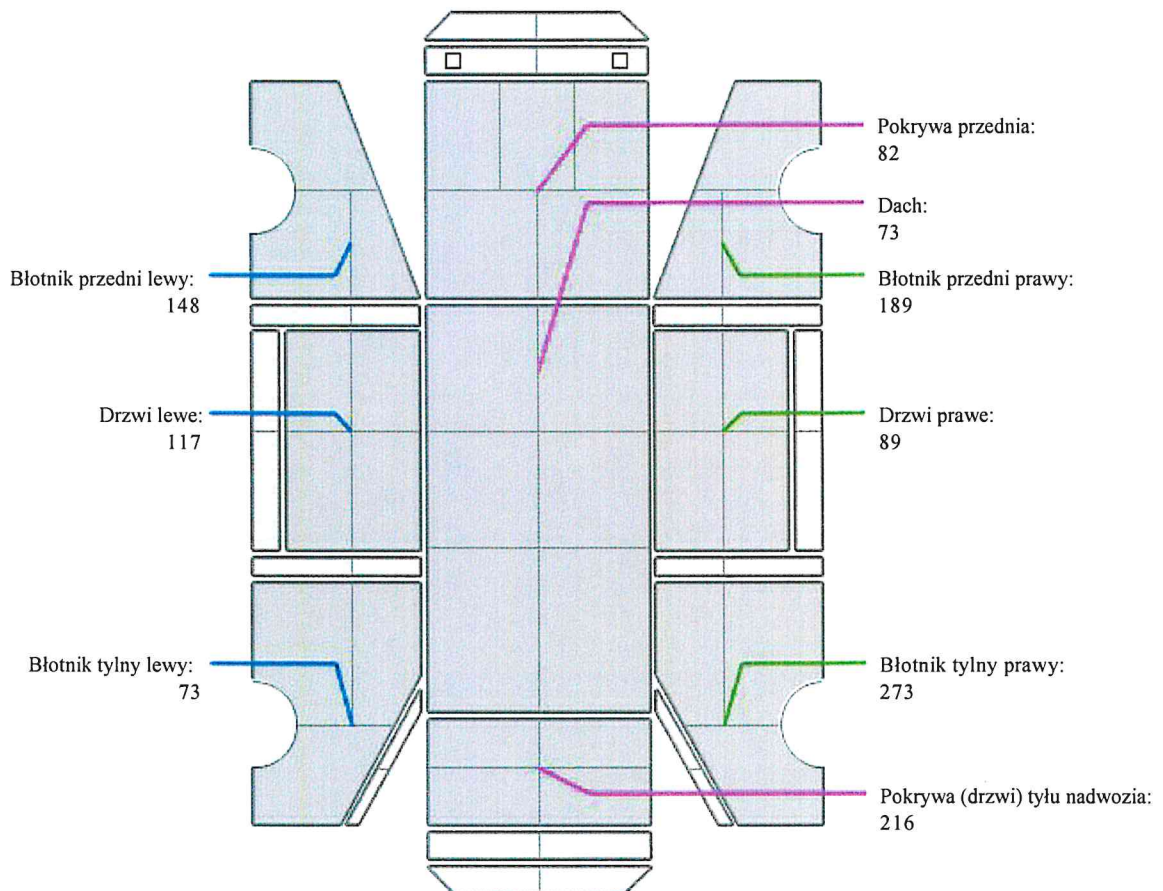 Pokrywa przednia:
82
Dach:
73
Błotnik przedni lewy:
148
Błotnik przedni prawy:
189
Drzwi lewe:
117
Drzwi prawe:
89
Błotnik tylny lewy:
73
Błotnik tylny prawy:
273
Pokrywa (drzwi) tyłu nadwozia:
216